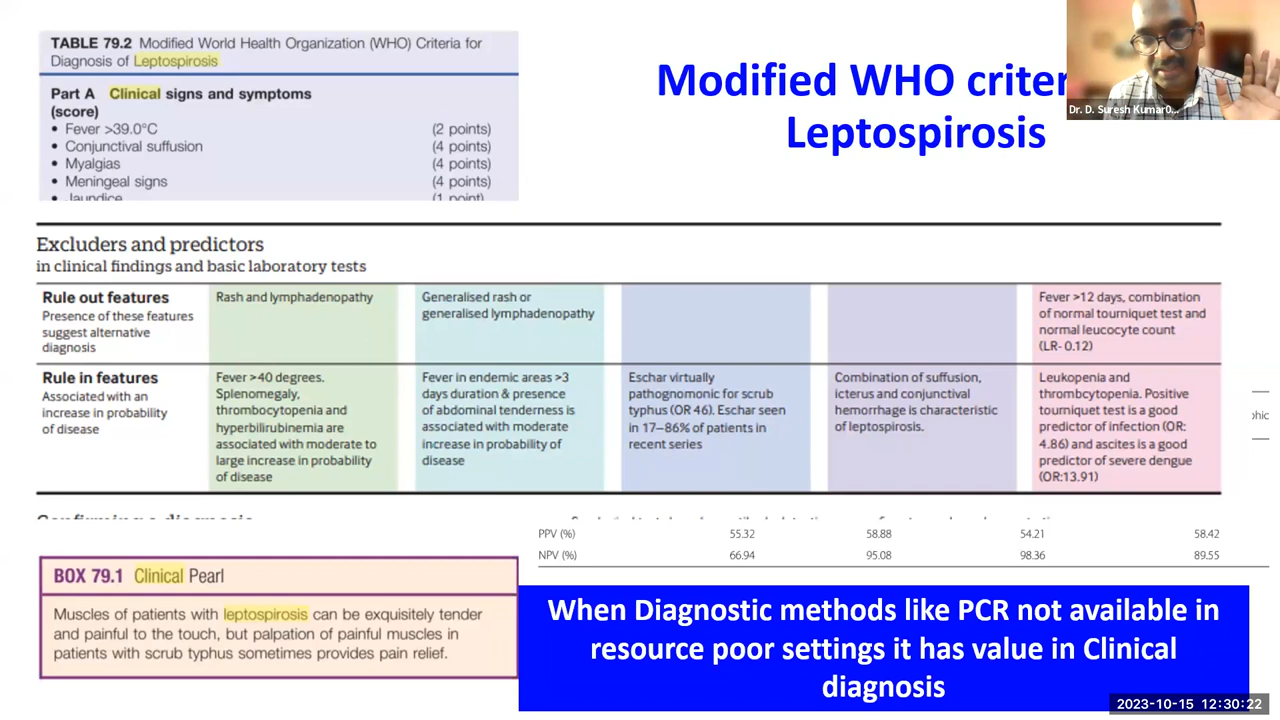 TABLE 79.2 Modified World Health Organization (WHO) Criteria for
Diagnosis of Leptospirosis
Part A Clinical signs and symptoms
(score)
• Fever >39.0°C (2 points)
• Conjunctival suffusion (4 points)
• Myalgias (4 points)
• Meningeal signs (4 points)
• Jaundice (1 point)
Modified WHO criter
Leptospirosis
Dr. D. Suresh Kumar0...
Excluders and predictors
in clinical findings and basic laboratory tests
Rule out features
Presence of these features
suggest alternative
diagnosis
Rash and lymphadenopathy
Generalised rash or
generalised lymphadenopathy
Fever >12 days, combination
of normal tourniquet test and
normal leucocyte count
(LR- 0.12)
Rule in features
Associated with an
increase in probability
of disease
Fever >40 degrees.
Splenomegaly,
thrombocytopenia and
hyperbilirubinemia are
associated with moderate to
large increase in probability
of disease
Fever in endemic areas >3
days duration & presence
of abdominal tenderness is
associated with moderate
increase in probability of
disease
Eschar virtually
pathognomonic for scrub
typhus (OR 46). Eschar seen
in 17–86% of patients in
recent series
Combination of suffusion,
icterus and conjunctival
hemorrhage is characteristic
of leptospirosis.
Leukopenia and
thrombcytopenia. Positive
tourniquet test is a good
predictor of infection (OR:
4.86) and ascites is a good
predictor of severe dengue
(OR:13.91)
phic
PPV (%) 55.32 58.88 54.21 58.42
NPV (%) 66.94 95.08 98.36 89.55
BOX 79.1 Clinical Pearl
Muscles of patients with leptospirosis can be exquisitely tender
and painful to the touch, but palpation of painful muscles in
patients with scrub typhus sometimes provides pain relief.
When Diagnostic methods like PCR not available in
resource poor settings it has value in Clinical
diagnosis
2023-10-15 12:30:22